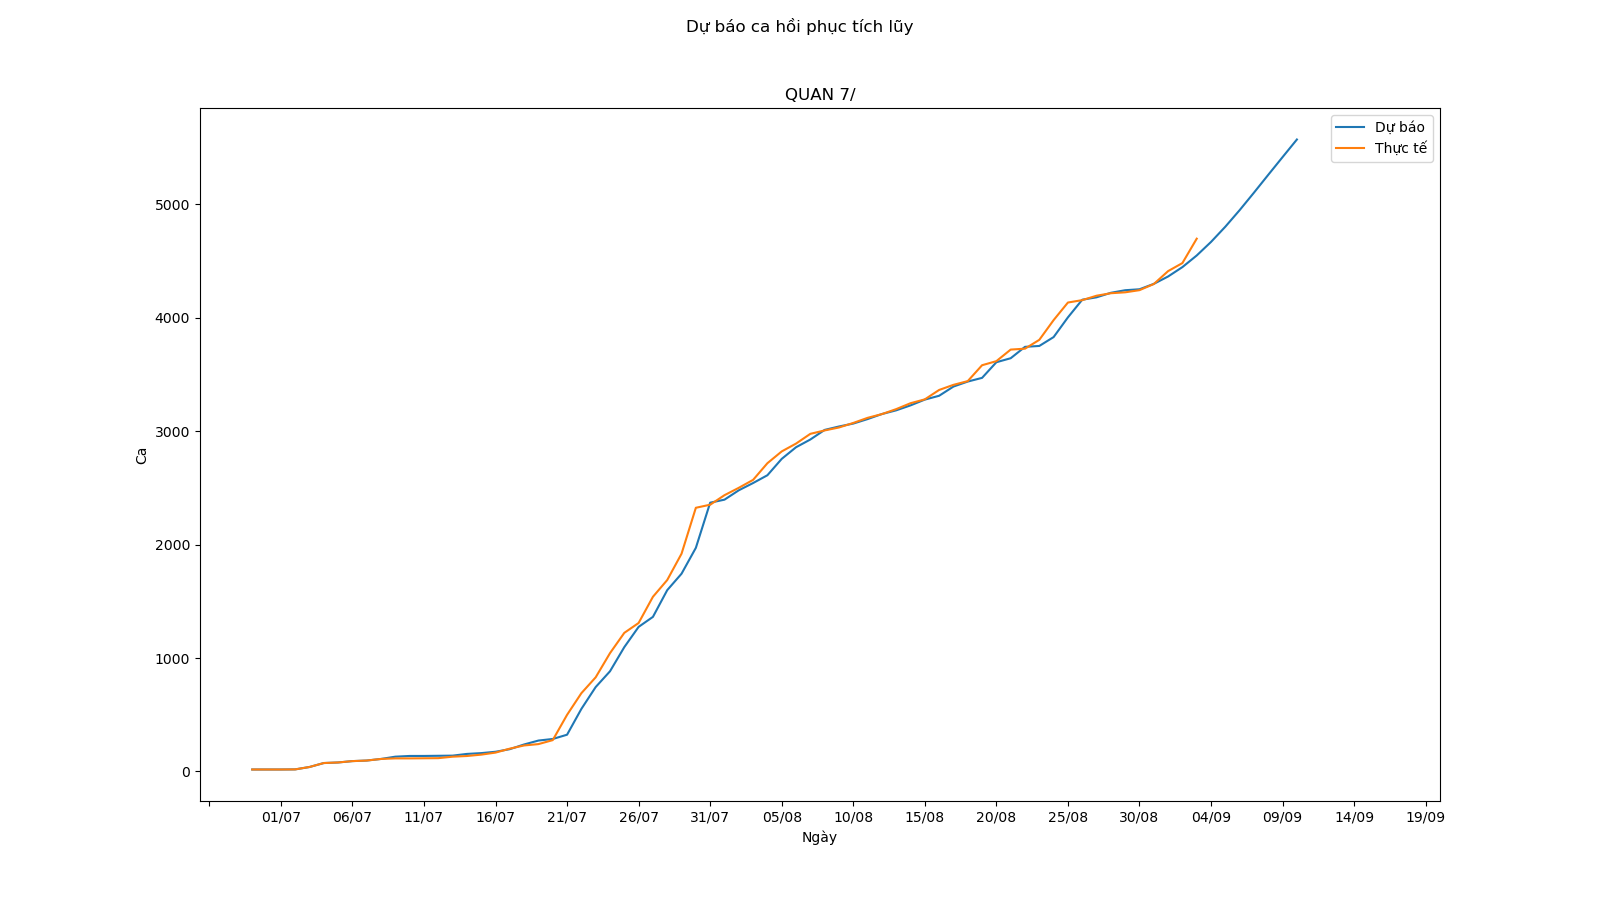 Dự báo ca hồi phục tích lũy
QUAN 7/
Dự báo
Thực tế
5000
4000
3000
2000
1000
0
Ca
01/07 06/07 11/07 16/07 21/07 26/07 31/07 05/08 10/08 15/08 20/08 25/08 30/08 04/09 09/09 14/09 19/09
Ngày